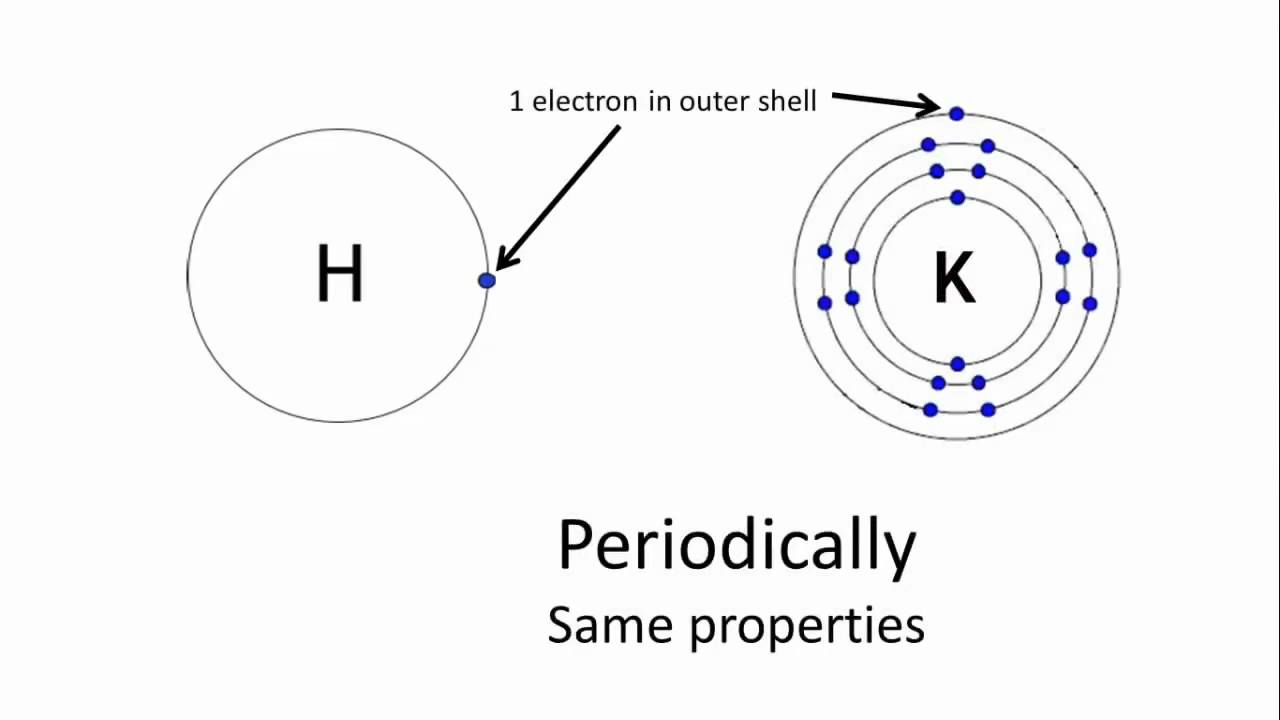 1 electron in outer shell
H
K
Periodically
Same properties